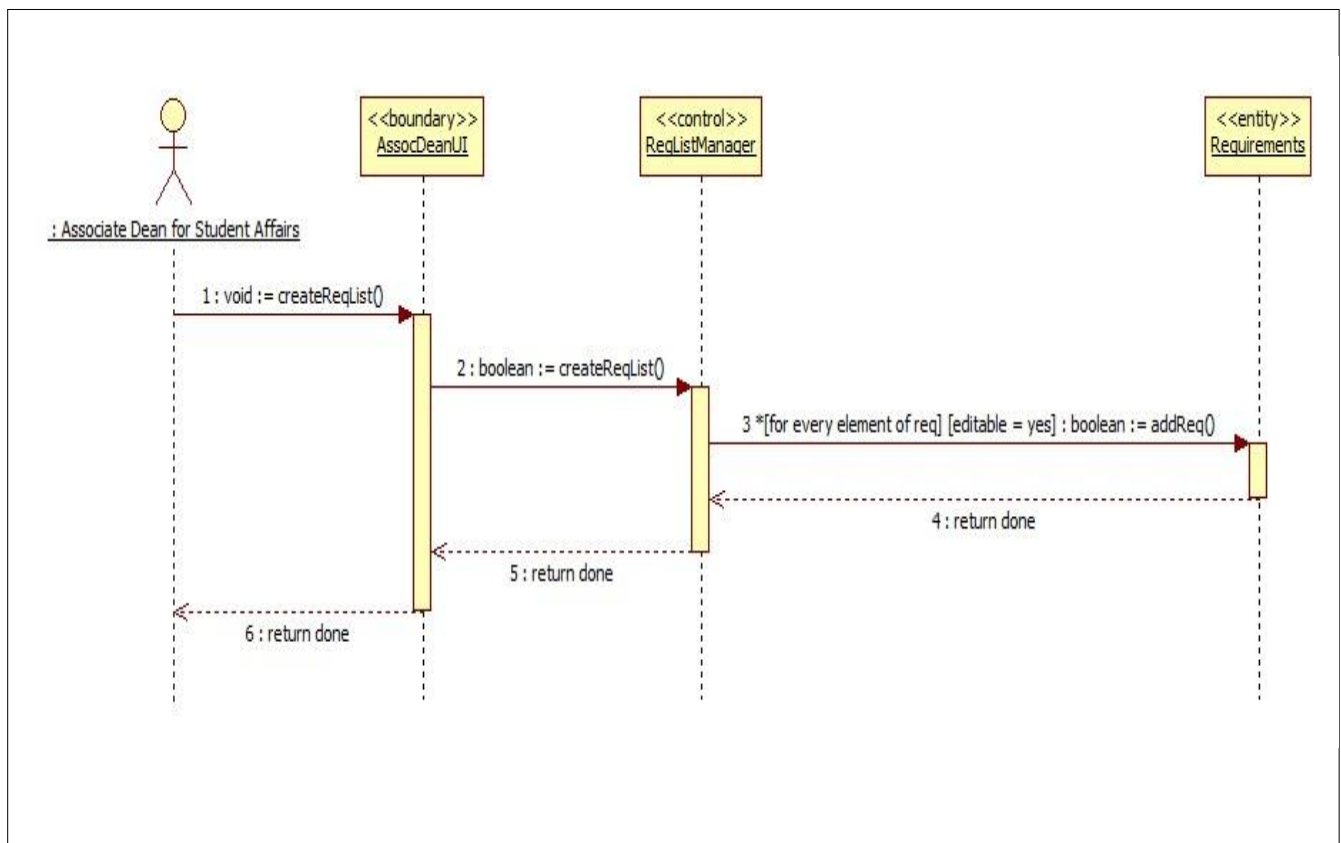 <<boundary>>
AssocDeanUI
<<control>>
ReqListManager
<<entity>>
Requirements
: Associate Dean for Student Affairs
1 : void := createReqList()
2 : boolean := createReqList()
3 *[for every element of req] [editable = yes] : boolean := addReq()
4 : return done
5 : return done
6 : return done